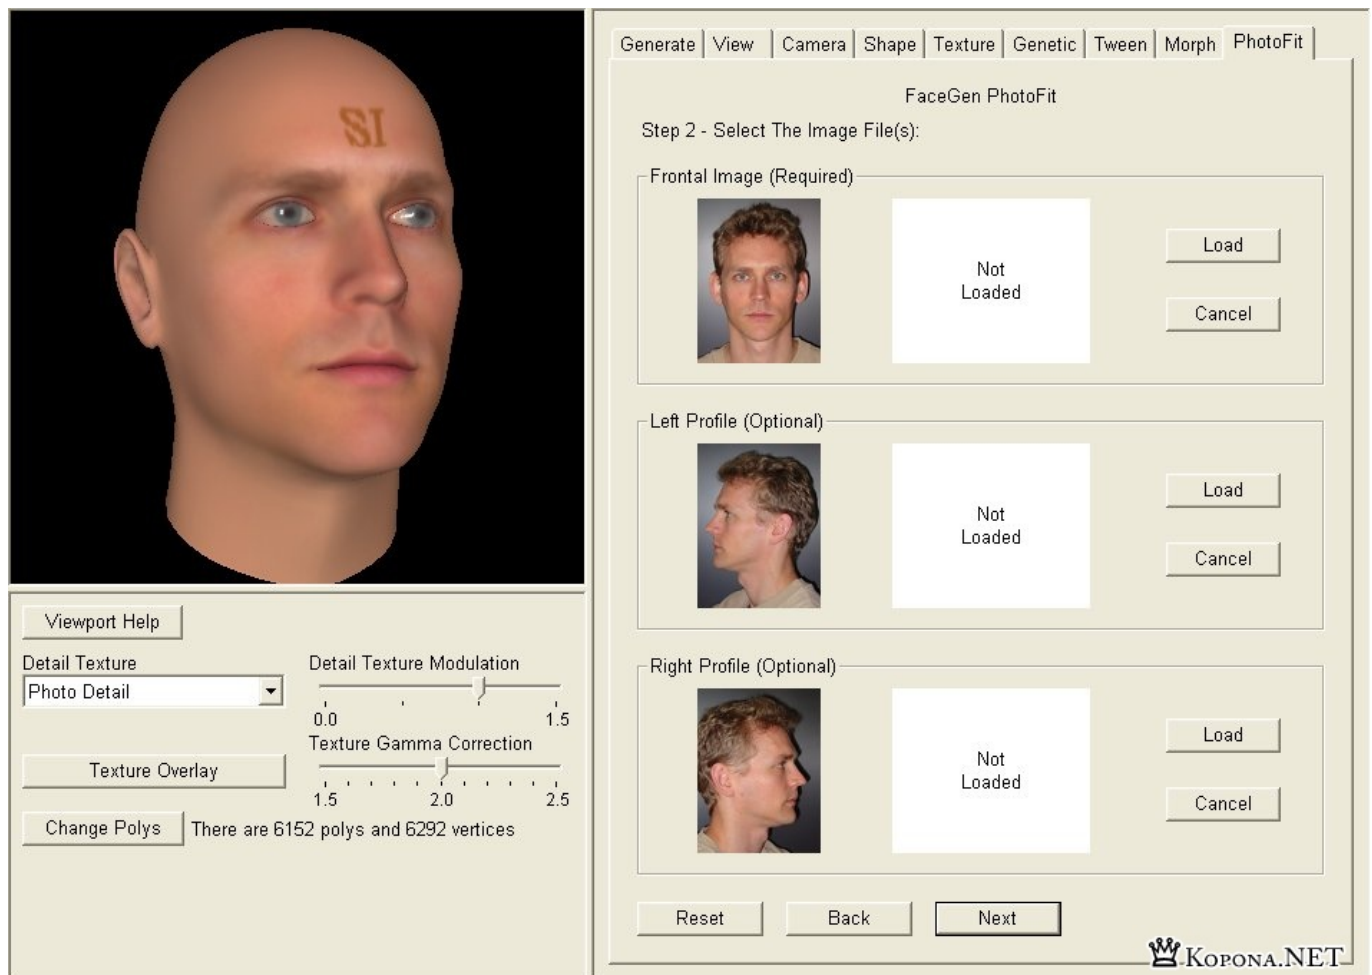 SI
Viewport Help
Detail Texture
Photo Detail
Detail Texture Modulation
0.0 1.5
Texture Gamma Correction
1.5 2.0 2.5
Texture Overlay
Change Polys There are 6152 polys and 6292 vertices
Generate View Camera Shape Texture Genetic Tween Morph PhotoFit
FaceGen PhotoFit
Step 2 - Select The Image File(s):
Frontal Image (Required)
Not
Loaded
Load
Cancel
Left Profile (Optional)
Not
Loaded
Load
Cancel
Right Profile (Optional)
Not
Loaded
Load
Cancel
Reset Back Next
KOPONA.NET